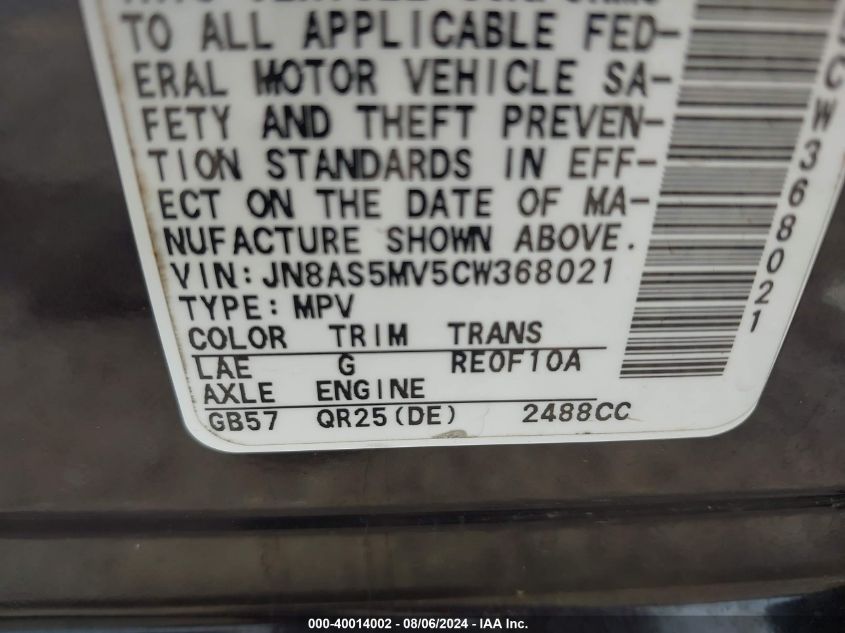 TO ALL APPLICABLE FED-
ERAL MOTOR VEHICLE SA-
FETY AND THEFT PREVEN-
TION STANDARDS IN EFF-
ECT ON THE DATE OF MA-
NUFACTURE SHOWN ABOVE.
VIN:JN8AS5MV5CW368021
TYPE:MPV
COLOR TRIM TRANS
LAE G RE0F10A
AXLE ENGINE
GB57 QR25(DE) 2488CC
CW368021
000-40014002 - 08/06/2024 - IAA Inc.